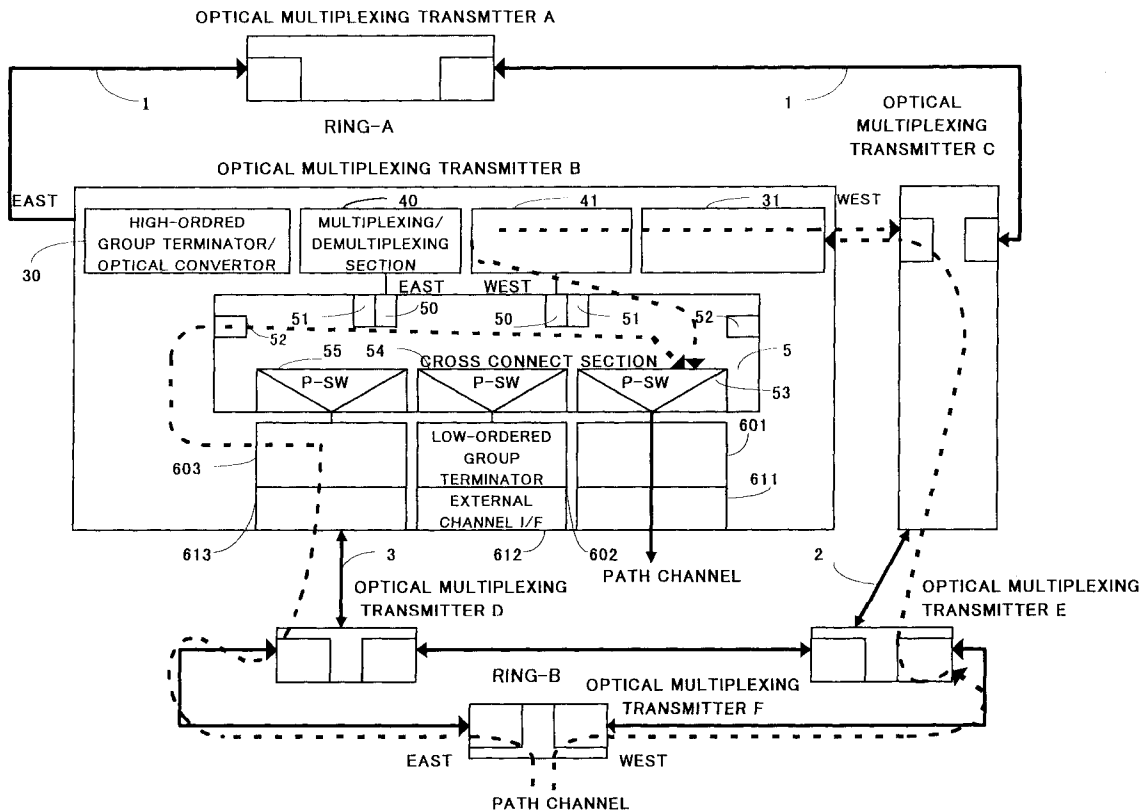 OPTICAL MULTIPLEXING TRANSMTTER A
1
1
RING-A
OPTICAL
MULTIPLEXING
TRANSMITTER C
OPTICAL MULTIPLEXING TRANSMITTER B
EAST
40
41
31
WEST
HIGH-ORDRED
GROUP TERMINATOR/
OPTICAL CONVERTOR
MULTIPLEXING/
DEMULTIPLEXING
SECTION
30
EAST
WEST
51
50
50
51
52
52
55
54
CROSS CONNECT SECTION
5
P-SW
P-SW
P-SW
53
603
LOW-ORDERED
GROUP
TERMINATOR
601
EXTERNAL
CHANNEL I/F
611
613
3
612
602
PATH CHANNEL
2
OPTICAL MULTIPLEXING
TRANSMITTER D
OPTICAL MULTIPLEXING
TRANSMITTER E
RING-B
OPTICAL MULTIPLEXING
TRANSMITTER F
EAST
WEST
PATH CHANNEL